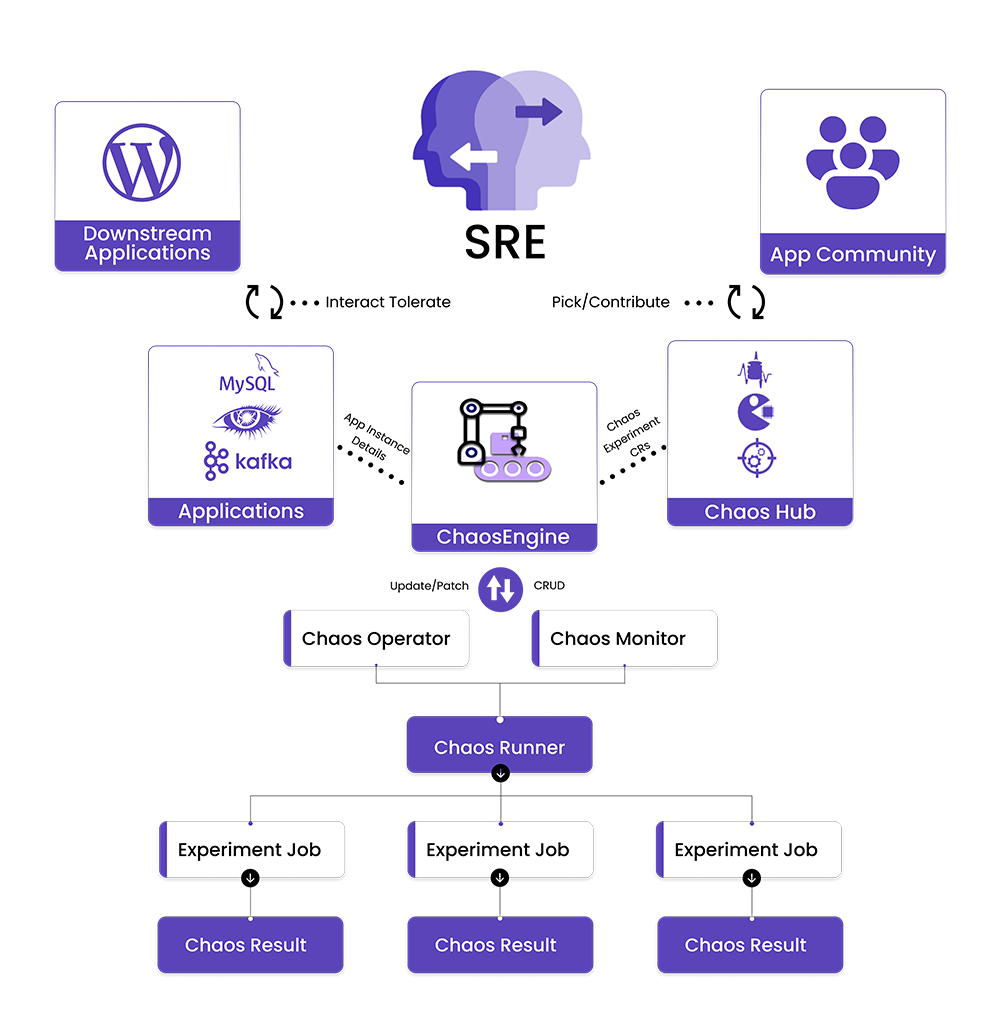 SRE
Downstream
Applications
App Community
Interact Tolerate
Pick/Contribute
MySQL
kafka
Applications
App Instance
Details
Chaos
Experiment
CRs
Chaos Hub
ChaosEngine
Update/Patch
CRUD
Chaos Operator
Chaos Monitor
Chaos Runner
Experiment Job
Experiment Job
Experiment Job
Chaos Result
Chaos Result
Chaos Result